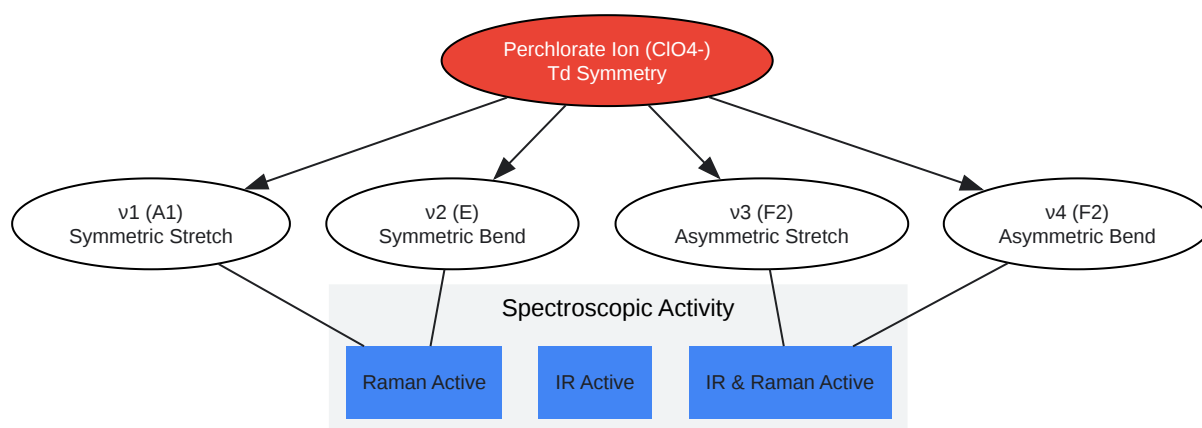 Perchlorate Ion (ClO4-)
Td Symmetry
ν1 (A1)
Symmetric Stretch
ν2 (E)
Symmetric Bend
ν3 (F2)
Asymmetric Stretch
ν4 (F2)
Asymmetric Bend
Spectroscopic Activity
Raman Active
IR Active
IR & Raman Active